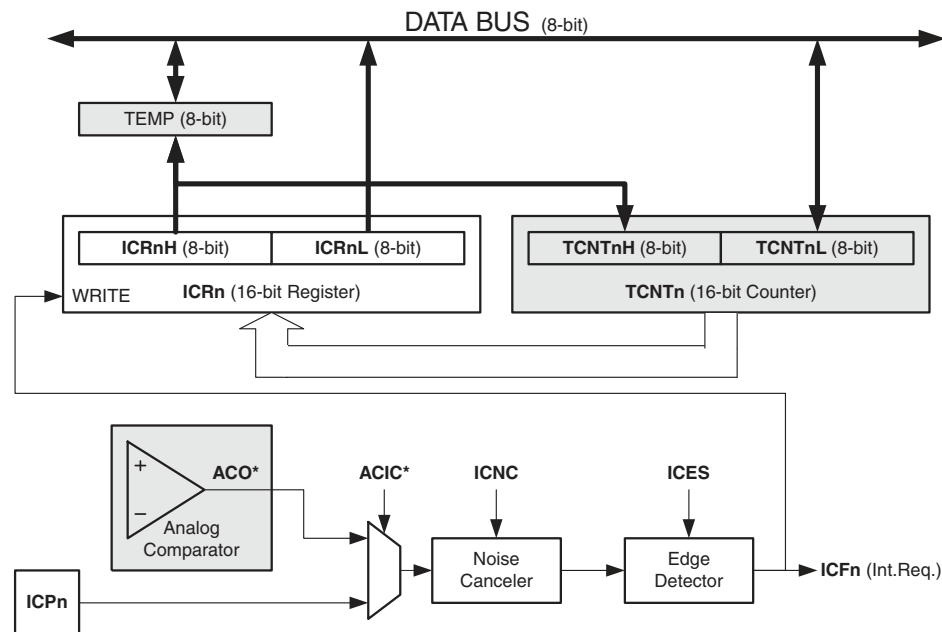 DATA BUS (8-bit)
TEMP (8-bit)
ICRnH (8-bit)
ICRnL (8-bit)
TCNTnH (8-bit)
TCNTnL (8-bit)
WRITE
ICRn (16-bit Register)
TCNTn (16-bit Counter)
+
−
Analog
Comparator
ACO*
ACIC*
ICNC
ICES
Noise
Canceler
Edge
Detector
ICFn (Int.Req.)
ICPn